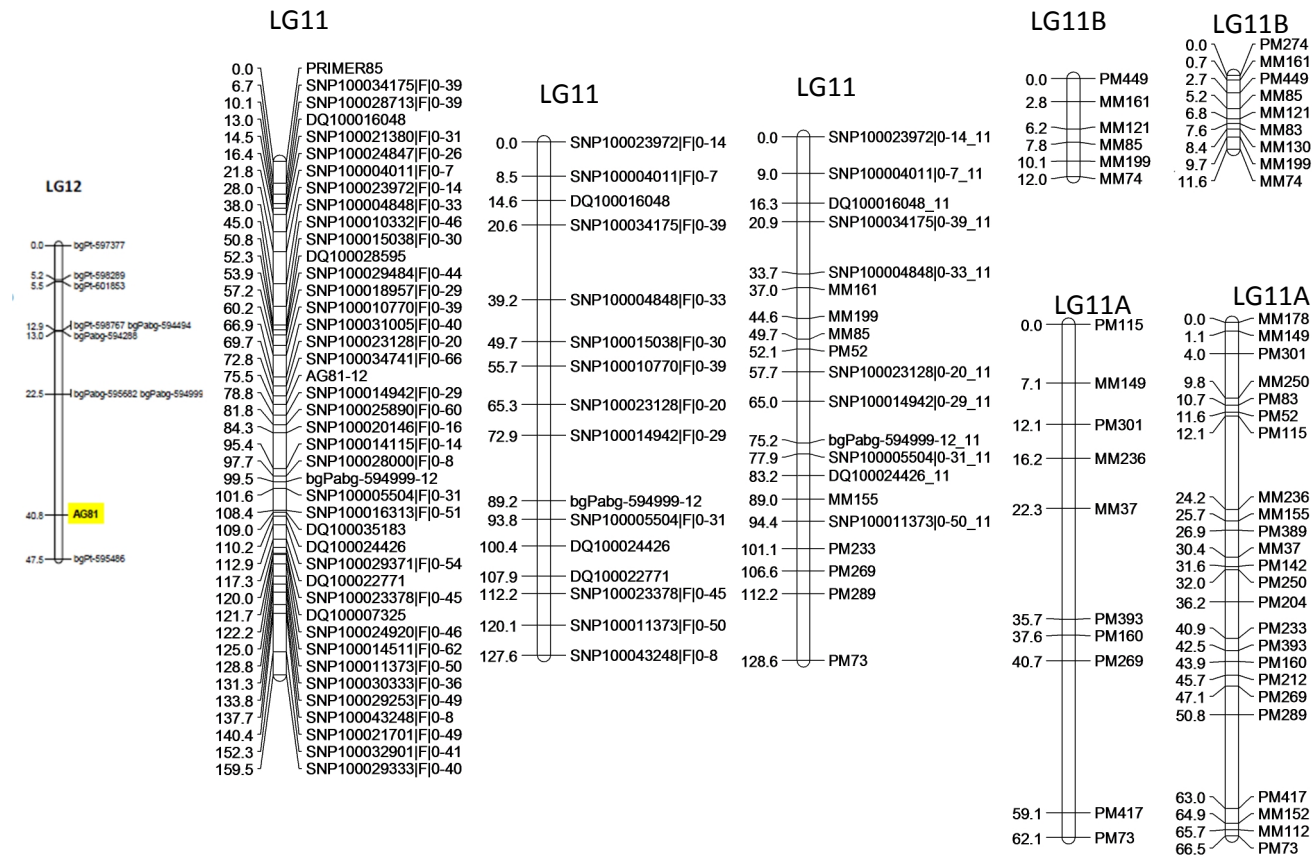 LG12
0.0 bgPt-597377
5.2 bgPt-598289
5.5 bgPt-601853
12.9 bgPt-598767 bgPabg-594494
13.0 bgPabg-594288
22.5 bgPabg-595682 bgPabg-594999
40.8 AG81
47.5 bgPt-595486
LG11
0.0 PRIMER85
6.7 SNP100034175|F|0-39
10.1 SNP100028713|F|0-39
13.0 DQ100016048
14.5 SNP100021380|F|0-31
16.4 SNP100024847|F|0-26
21.8 SNP100004011|F|0-7
28.0 SNP100023972|F|0-14
38.0 SNP100004848|F|0-33
45.0 SNP100010332|F|0-46
50.8 SNP100015038|F|0-30
52.3 DQ100028595
53.9 SNP100029484|F|0-44
57.2 SNP100018957|F|0-29
60.2 SNP100010770|F|0-39
66.9 SNP100031005|F|0-40
69.7 SNP100023128|F|0-20
72.8 SNP100034741|F|0-66
75.5 AG81-12
78.8 SNP100014942|F|0-29
81.8 SNP100025890|F|0-60
84.3 SNP100020146|F|0-16
95.4 SNP100014115|F|0-14
97.7 SNP100028000|F|0-8
99.5 bgPabg-594999-12
101.6 SNP100005504|F|0-31
108.4 SNP100016313|F|0-51
109.0 DQ100035183
110.2 DQ100024426
112.9 SNP100029371|F|0-54
117.3 DQ100022771
120.0 SNP100023378|F|0-45
121.7 DQ100007325
122.2 SNP100024920|F|0-46
125.0 SNP100014511|F|0-62
128.8 SNP100011373|F|0-50
131.3 SNP100030333|F|0-36
133.8 SNP100029253|F|0-49
137.7 SNP100043248|F|0-8
140.4 SNP100021701|F|0-49
152.3 SNP100032901|F|0-41
159.5 SNP100029333|F|0-40
LG11
0.0 SNP100023972|F|0-14
8.5 SNP100004011|F|0-7
14.6 DQ100016048
20.6 SNP100034175|F|0-39
39.2 SNP100004848|F|0-33
49.7 SNP100015038|F|0-30
55.7 SNP100010770|F|0-39
65.3 SNP100023128|F|0-20
72.9 SNP100014942|F|0-29
89.2 bgPabg-594999-12
93.8 SNP100005504|F|0-31
100.4 DQ100024426
107.9 DQ100022771
112.2 SNP100023378|F|0-45
120.1 SNP100011373|F|0-50
127.6 SNP100043248|F|0-8
LG11
0.0 SNP100023972|0-14_11
9.0 SNP100004011|0-7_11
16.3 DQ100016048_11
20.9 SNP100034175|0-39_11
33.7 SNP100004848|0-33_11
37.0 MM161
44.6 MM199
49.7 MM85
52.1 PM52
57.7 SNP100023128|0-20_11
65.0 SNP100014942|0-29_11
75.2 bgPabg-594999-12_11
77.9 SNP100005504|0-31_11
83.2 DQ100024426_11
89.0 MM155
94.4 SNP100011373|0-50_11
101.1 PM233
106.6 PM269
112.2 PM289
128.6 PM73
LG11B
0.0 PM449
2.8 MM161
6.2 MM121
7.8 MM85
10.1 MM199
12.0 MM74
LG11A
0.0 PM115
7.1 MM149
12.1 PM301
16.2 MM236
22.3 MM37
35.7 PM393
37.6 PM160
40.7 PM269
59.1 PM417
62.1 PM73
LG11B
0.0 PM274
0.7 MM161
2.7 PM449
5.2 MM85
6.8 MM121
7.6 MM83
8.4 MM130
9.7 MM199
11.6 MM74
LG11A
0.0 MM178
1.1 MM149
4.0 PM301
9.8 MM250
10.7 PM83
11.6 PM52
12.1 PM115
24.2 MM236
25.7 MM155
26.9 PM389
30.4 MM37
31.6 PM142
32.0 PM250
36.2 PM204
40.9 PM233
42.5 PM393
43.9 PM160
45.7 PM212
47.1 PM269
50.8 PM289
63.0 PM417
64.9 MM152
65.7 MM112
66.5 PM73